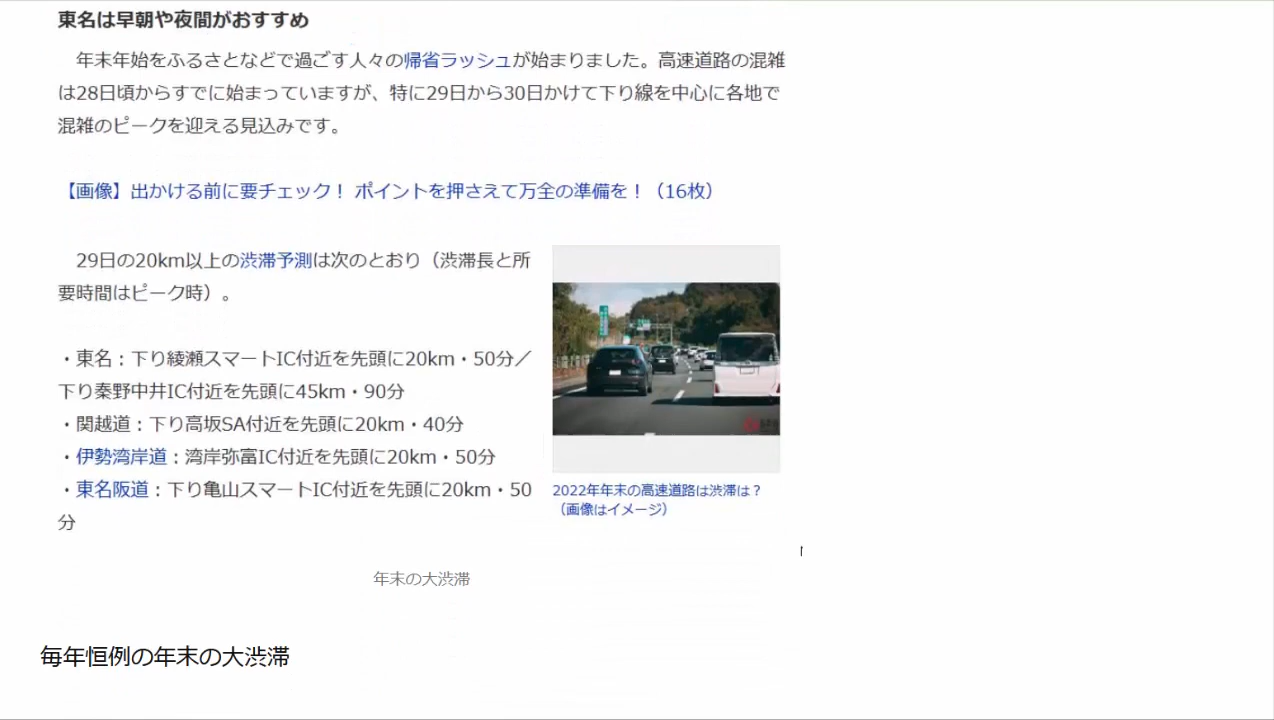 東名は早朝や夜間がおすすめ
年末年始をふるさとなどで過ごす人々の帰省ラッシュが始まりました。高速道路の混雑
は28日頃からすでに始まっていますが、特に29日から30日かけて下り線を中心に各地で
混雑のピークを迎える見込みです。
【画像】出かける前に要チェック！ ポイントを押さえて万全の準備を！（16枚）
29日の20km以上の渋滞予測は次のとおり（渋滞長と所
要時間はピーク時）。
・東名：下り綾瀬スマートIC付近を先頭に20km・50分／
下り秦野中井IC付近を先頭に45km・90分
・関越道：下り高坂SA付近を先頭に20km・40分
・伊勢湾岸道：湾岸弥富IC付近を先頭に20km・50分
・東名阪道：下り亀山スマートIC付近を先頭に20km・50
分
2022年年末の高速道路は渋滞は？
（画像はイメージ）
年末の大渋滞
毎年恒例の年末の大渋滞